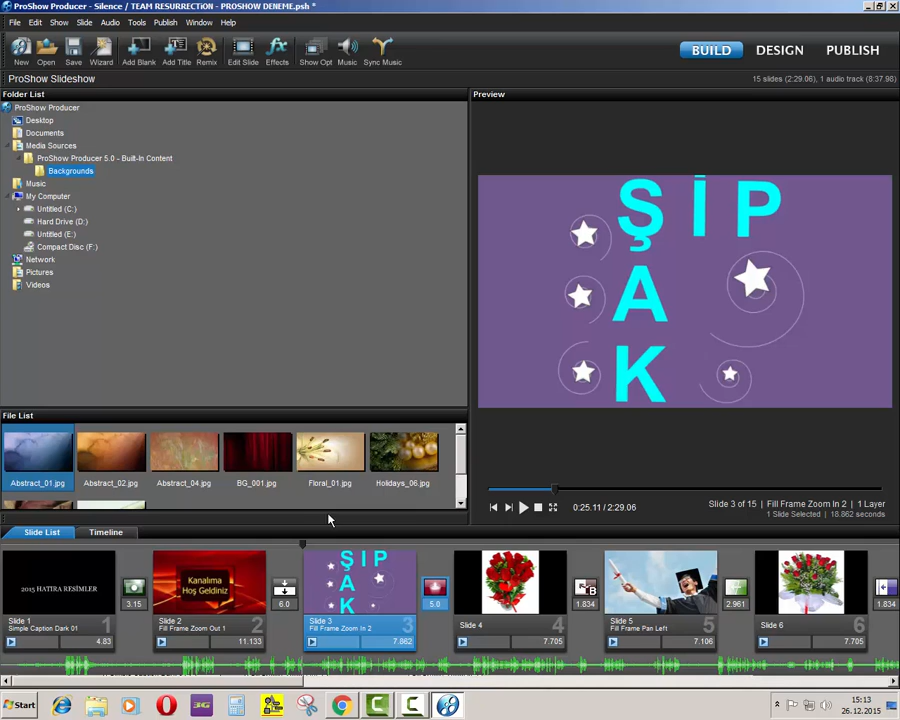 ProShow Producer - Silence / TEAM RESURRECTiON - PROSHOW DENEME.psh *
File Edit Show Slide Audio Tools Publish Window Help
New Open Save Wizard Add Blank Add Title Remix Edit Slide Effects Show Opt Music Sync Music
BUILD DESIGN PUBLISH
ProShow Slideshow
15 slides (2:29.06), 1 audio track (8:37.98)
Folder List
Preview
ProShow Producer
Desktop
Documents
Media Sources
ProShow Producer 5.0 - Built-In Content
Backgrounds
Music
My Computer
Untitled (C:)
Hard Drive (D:)
Untitled (E:)
Compact Disc (F:)
Network
Pictures
Videos
ŞİP
A
K
File List
Abstract_01.jpg Abstract_02.jpg Abstract_04.jpg BG_001.jpg Floral_01.jpg Holidays_06.jpg
0:25.11 / 2:29.06
Slide 3 of 15 | Fill Frame Zoom In 2 | 1 Layer
1 Slide Selected | 18.862 seconds
Slide List Timeline
2015 HATIRA RESİMLER
Kanalıma
Hoş Geldiniz
ŞİP
A
K
3.15 6.0 5.0 1.834 2.961 1.834
Slide 1
Simple Caption Dark 01
1
4.83
Slide 2
Fill Frame Zoom Out 1
2
11.133
Slide 3
Fill Frame Zoom In 2
3
7.862
Slide 4
4
7.705
Slide 5
Fill Frame Pan Left
5
7.106
Slide 6
6
7.705
Start
3G
15:13
26.12.2015